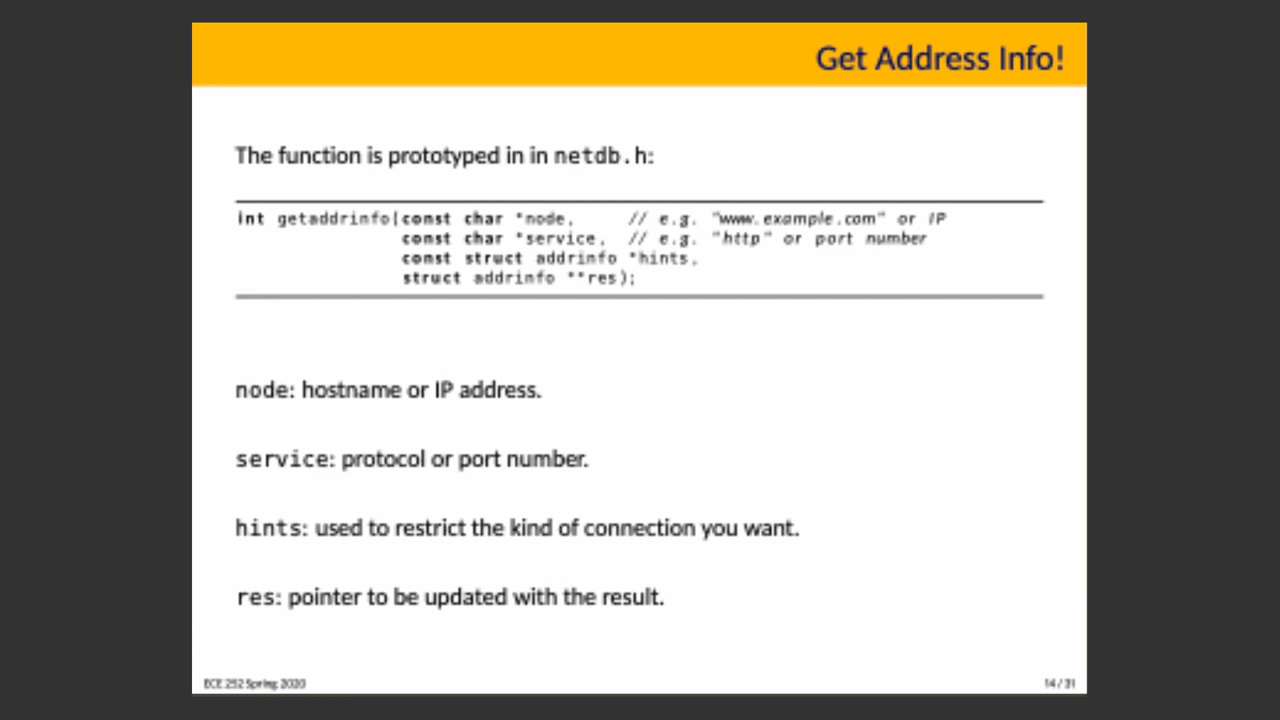 Get Address Info!
The function is prototyped in in netdb.h:
int getaddrinfo(const char *node, // e.g. "www.example.com" or IP
const char *service, // e.g. "http" or port number
const struct addrinfo *hints,
struct addrinfo **res);
node: hostname or IP address.
service: protocol or port number.
hints: used to restrict the kind of connection you want.
res: pointer to be updated with the result.
ECE 252 Spring 2020
14 / 31